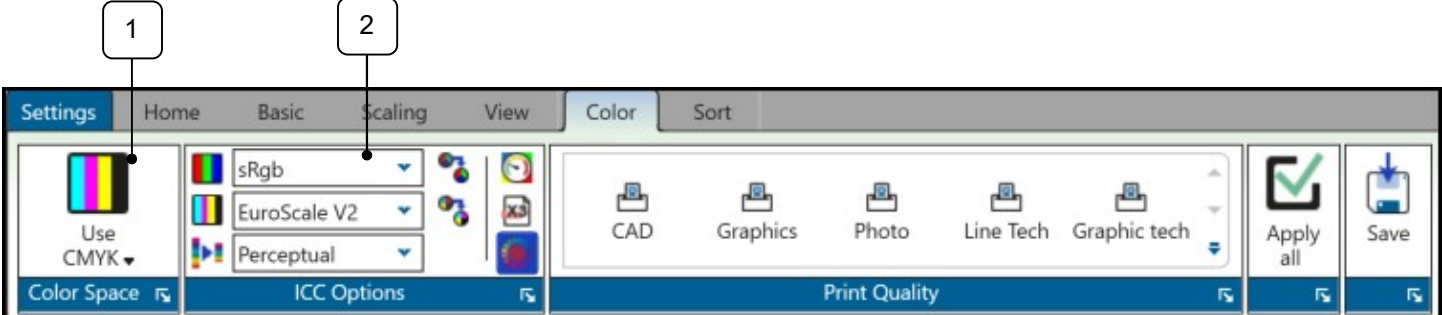 1
2
Settings Home Basic Scaling View Color Sort
sRgb
EuroScale V2
Perceptual
Use
CMYK
CAD Graphics Photo Line Tech Graphic tech
Apply
all
Save
X3
Color Space ICC Options Print Quality